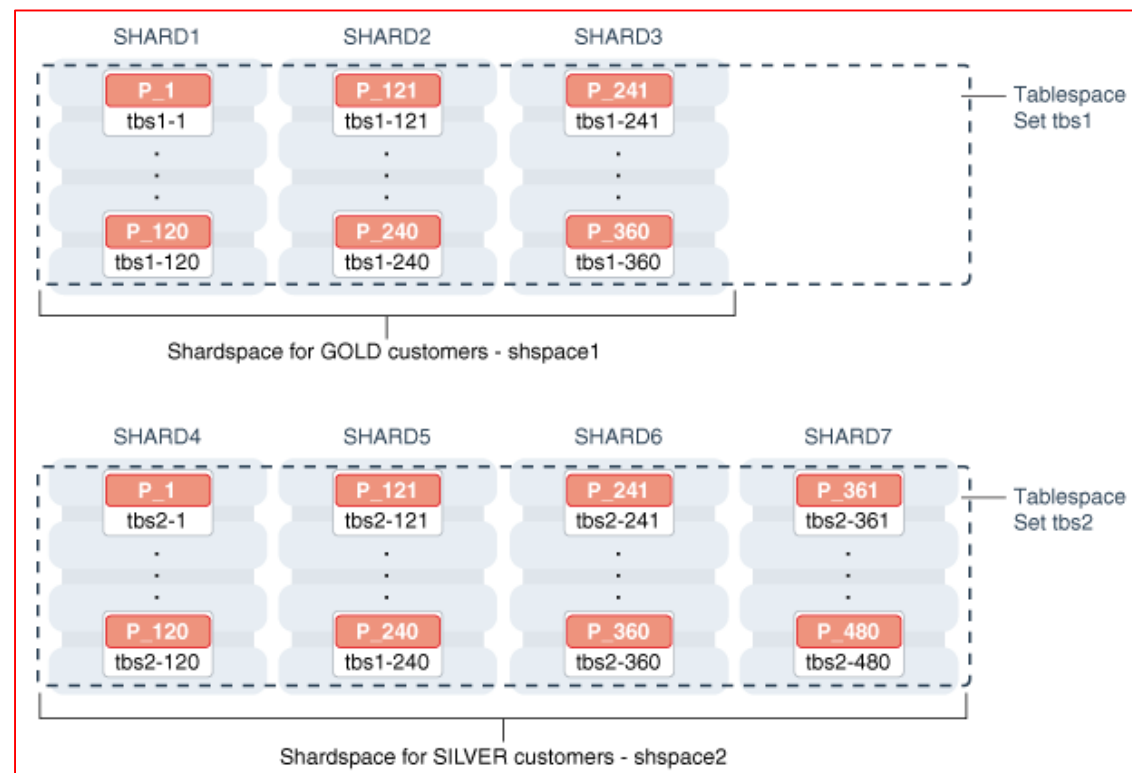 SHARD1 SHARD2 SHARD3
P_1 P_121 P_241
tbs1-1 tbs1-121 tbs1-241
Tablespace
Set tbs1
. . .
. . .
. . .
P_120 P_240 P_360
tbs1-120 tbs1-240 tbs1-360
Shardspace for GOLD customers - shspace1
SHARD4 SHARD5 SHARD6 SHARD7
P_1 P_121 P_241 P_361
tbs2-1 tbs2-121 tbs2-241 tbs2-361
Tablespace
Set tbs2
. . . .
. . . .
. . . .
P_120 P_240 P_360 P_480
tbs2-120 tbs1-240 tbs2-360 tbs2-480
Shardspace for SILVER customers - shspace2